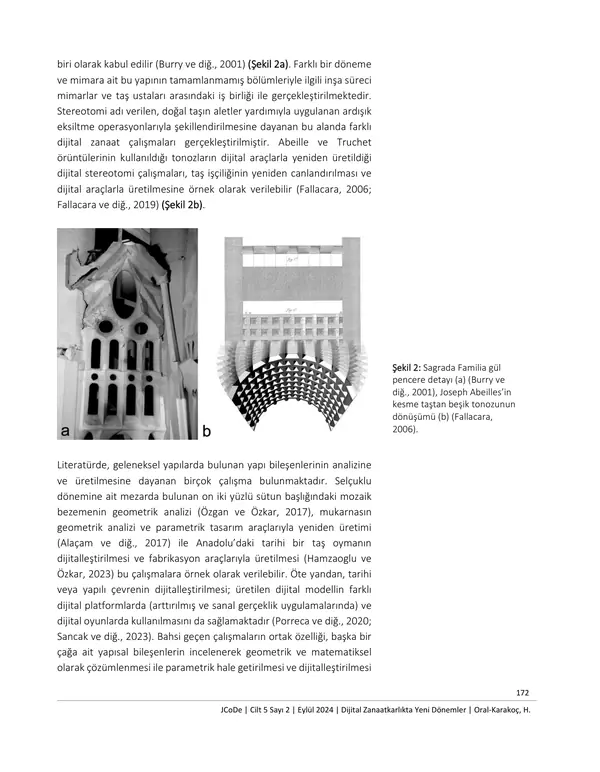 biri olarak kabul edilir (Burry ve diğ., 2001) (Şekil 2a). Farklı bir döneme
ve mimara ait bu yapının tamamlanmamış bölümleriyle ilgili inşa süreci
mimarlar ve taş ustaları arasındaki iş birliği ile gerçekleştirilmektedir.
Stereotomi adı verilen, doğal taşın aletler yardımıyla uygulanan ardışık
eksiltme operasyonlarıyla şekillendirilmesine dayanan bu alanda farklı
dijital zanaat çalışmaları gerçekleştirilmiştir. Abeille ve Truchet
örüntülerinin kullanıldığı tonozların dijital araçlarla yeniden üretildiği
dijital stereotomi çalışmaları, taş işçiliğinin yeniden canlandırılması ve
dijital araçlarla üretilmesine örnek olarak verilebilir (Fallacara, 2006;
Fallacara ve diğ., 2019) (Şekil 2b).
a
b
Şekil 2: Sagrada Familia gül
pencere detayı (a) (Burry ve
diğ., 2001), Joseph Abeilles’in
kesme taştan beşik tonozunun
dönüşümü (b) (Fallacara,
2006).
Literatürde, geleneksel yapılarda bulunan yapı bileşenlerinin analizine
ve üretilmesine dayanan birçok çalışma bulunmaktadır. Selçuklu
dönemine ait mezarda bulunan on iki yüzlü sütun başlığındaki mozaik
bezemenin geometrik analizi (Özgan ve Özkar, 2017), mukarnasın
geometrik analizi ve parametrik tasarım araçlarıyla yeniden üretimi
(Alaçam ve diğ., 2017) ile Anadolu’daki tarihi bir taş oymanın
dijitalleştirilmesi ve fabrikasyon araçlarıyla üretilmesi (Hamzaoglu ve
Özkar, 2023) bu çalışmalara örnek olarak verilebilir. Öte yandan, tarihi
veya yapılı çevrenin dijitalleştirilmesi; üretilen dijital modellin farklı
dijital platformlarda (arttırılmış ve sanal gerçeklik uygulamalarında) ve
dijital oyunlarda kullanılmasını da sağlamaktadır (Porreca ve diğ., 2020;
Sancak ve diğ., 2023). Bahsi geçen çalışmaların ortak özelliği, başka bir
çağa ait yapısal bileşenlerin incelenerek geometrik ve matematiksel
olarak çözümlenmesi ile parametrik hale getirilmesi ve dijitalleştirilmesi
172
JCoDe | Cilt 5 Sayı 2 | Eylül 2024 | Dijital Zanaatkarlıkta Yeni Dönemler | Oral-Karakoç, H.